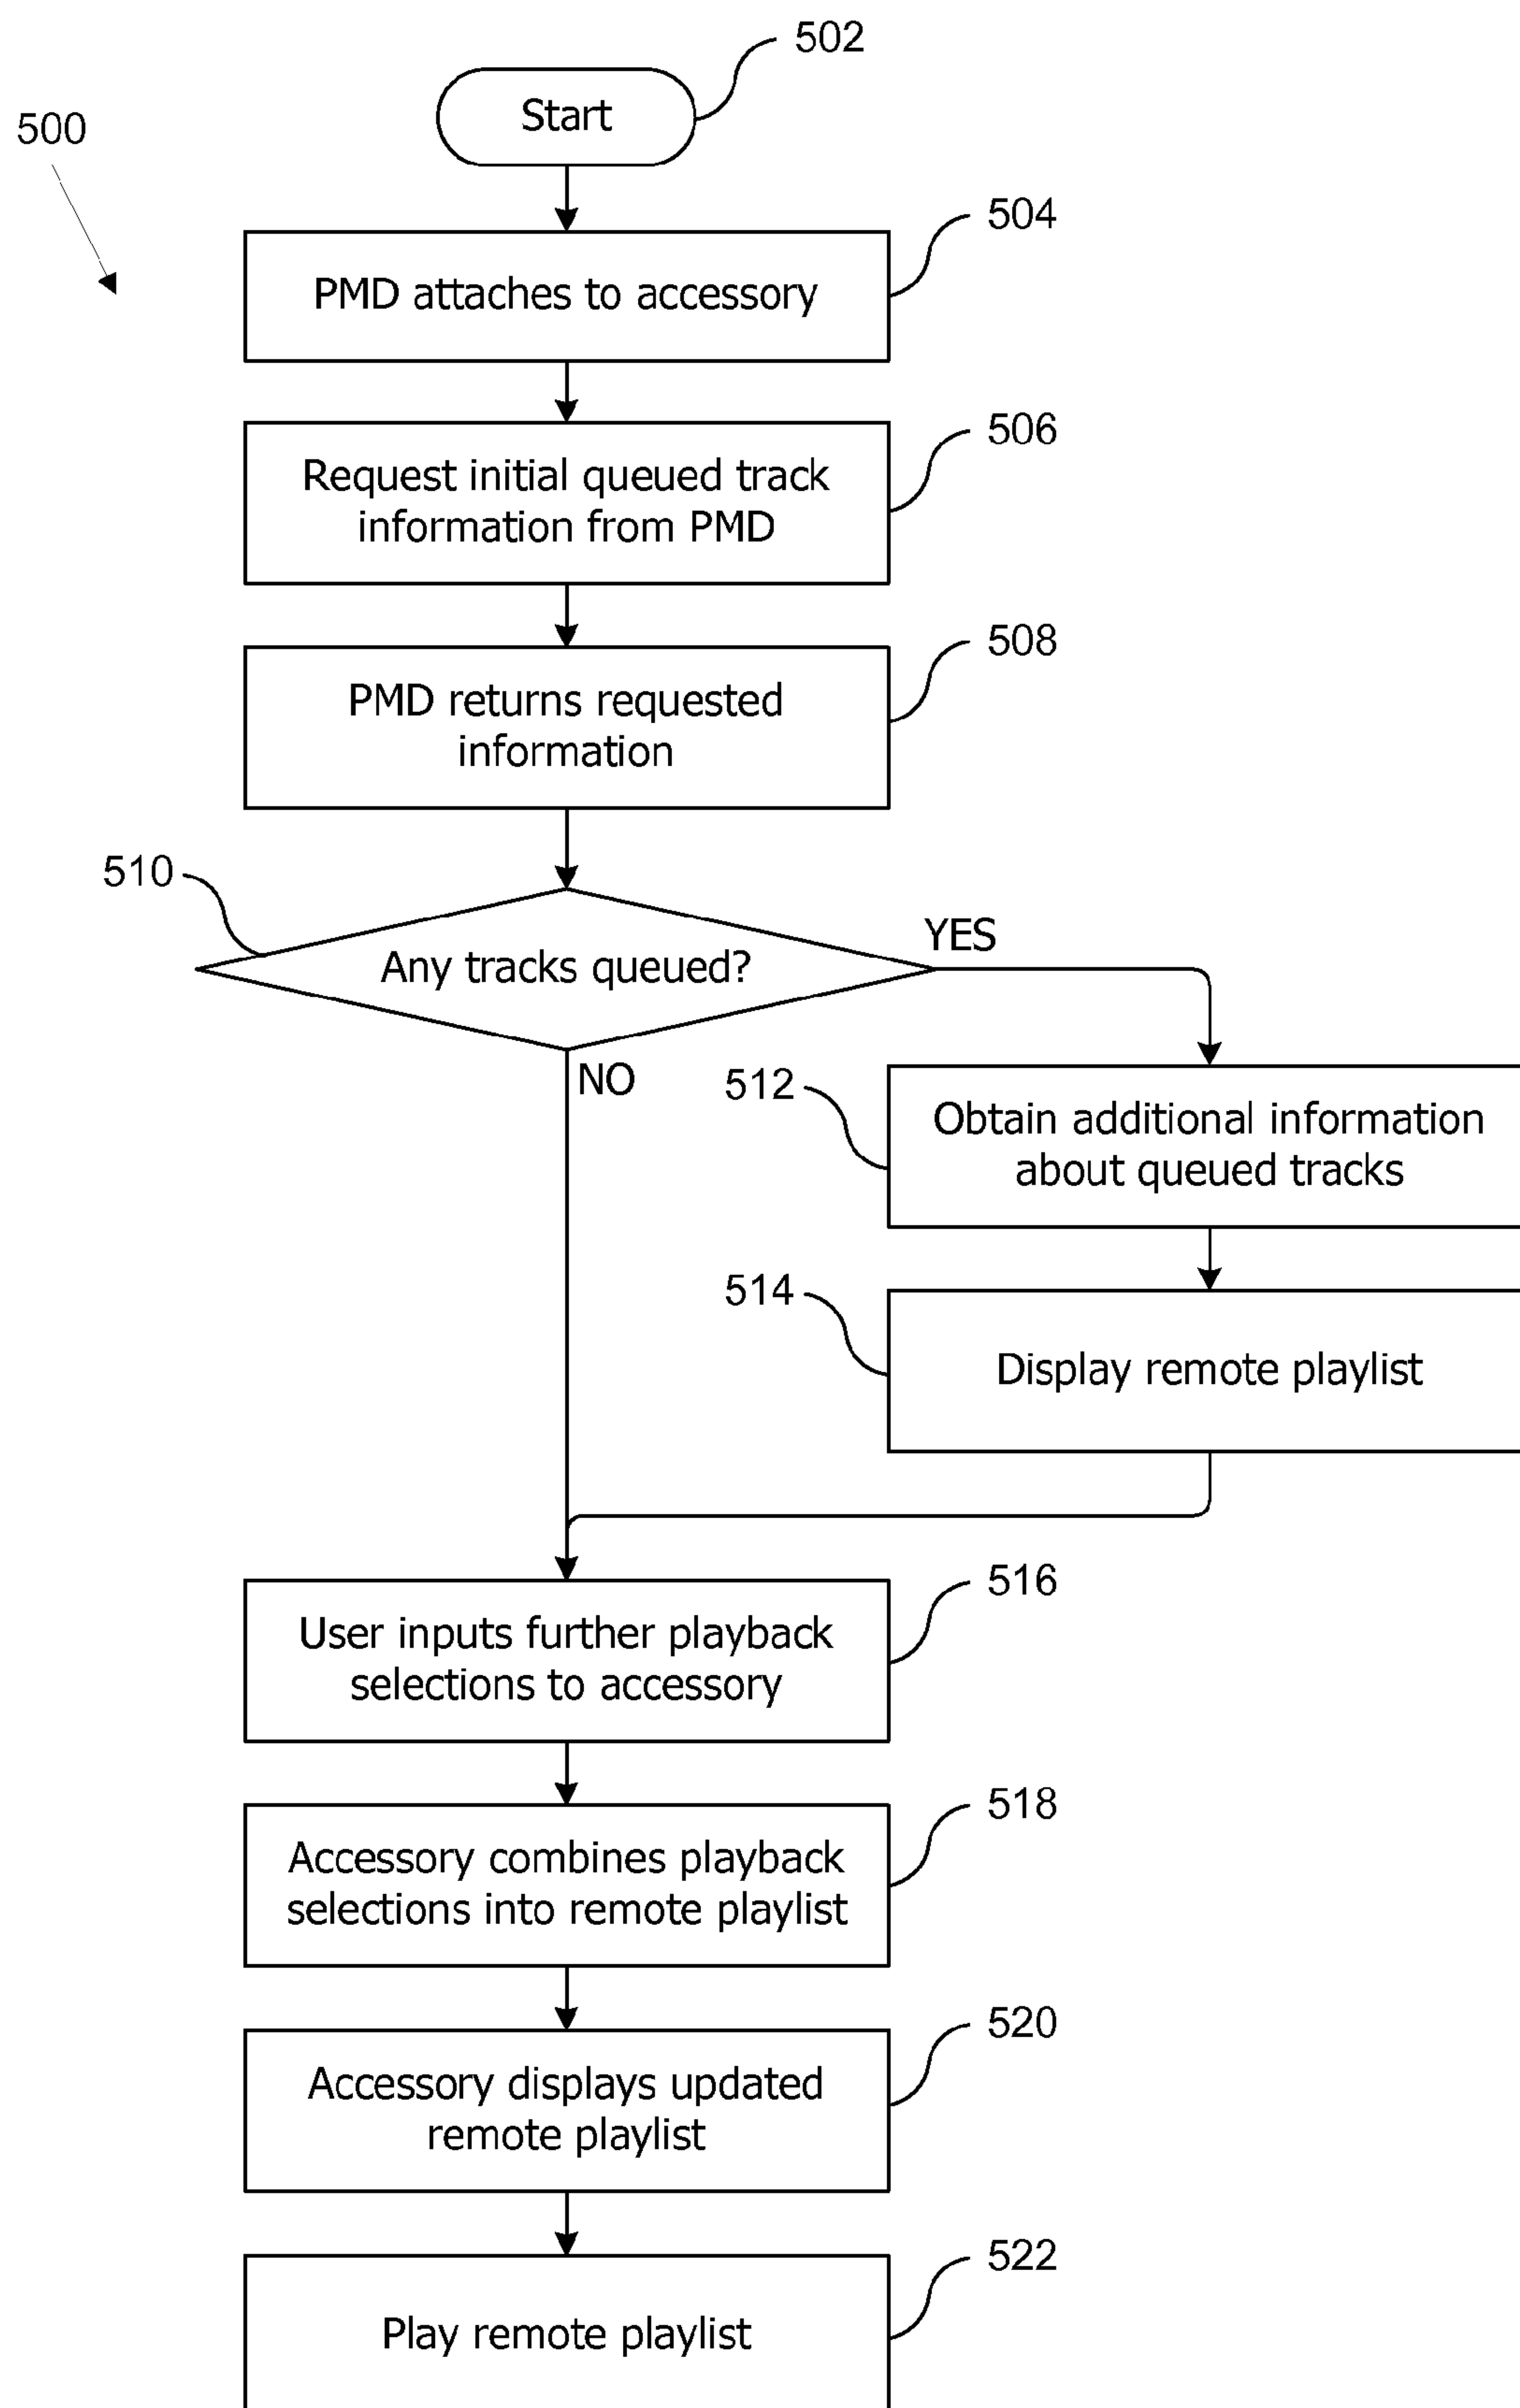 502
Start
500
504
PMD attaches to accessory
506
Request initial queued track
information from PMD
508
PMD returns requested
information
510
YES
Any tracks queued?
NO
512
Obtain additional information
about queued tracks
514
Display remote playlist
516
User inputs further playback
selections to accessory
518
Accessory combines playback
selections into remote playlist
520
Accessory displays updated
remote playlist
522
Play remote playlist